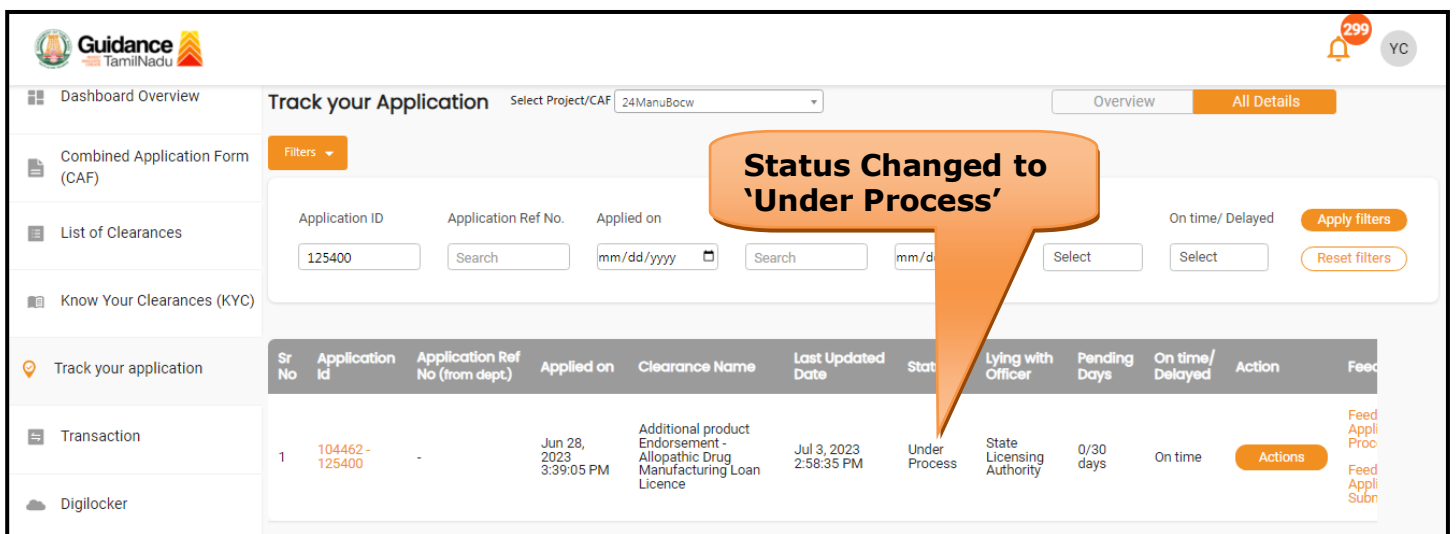 Guidance
TamilNadu
299
YC
Dashboard Overview
Track your Application
Select Project/CAF
24ManuBocw
Overview
All Details
Combined Application Form
(CAF)
Filters
Status Changed to
‘Under Process’
List of Clearances
Application ID
Application Ref No.
Applied on
On time/ Delayed
Apply filters
125400
Search
mm/dd/yyyy
Search
Select
Select
Reset filters
Know Your Clearances (KYC)
Track your application
Sr
No
Application
Id
Application Ref
No (from dept.)
Applied on
Clearance Name
Last Updated
Date
Lying with
Officer
Pending
Days
On time/
Delayed
Action
Transaction
1
104462 -
125400
-
Jun 28,
2023
3:39:05 PM
Additional product
Endorsement -
Allopathic Drug
Manufacturing Loan
Licence
Jul 3, 2023
2:58:35 PM
Under
Process
State
Licensing
Authority
0/30
days
On time
Actions
Digilocker